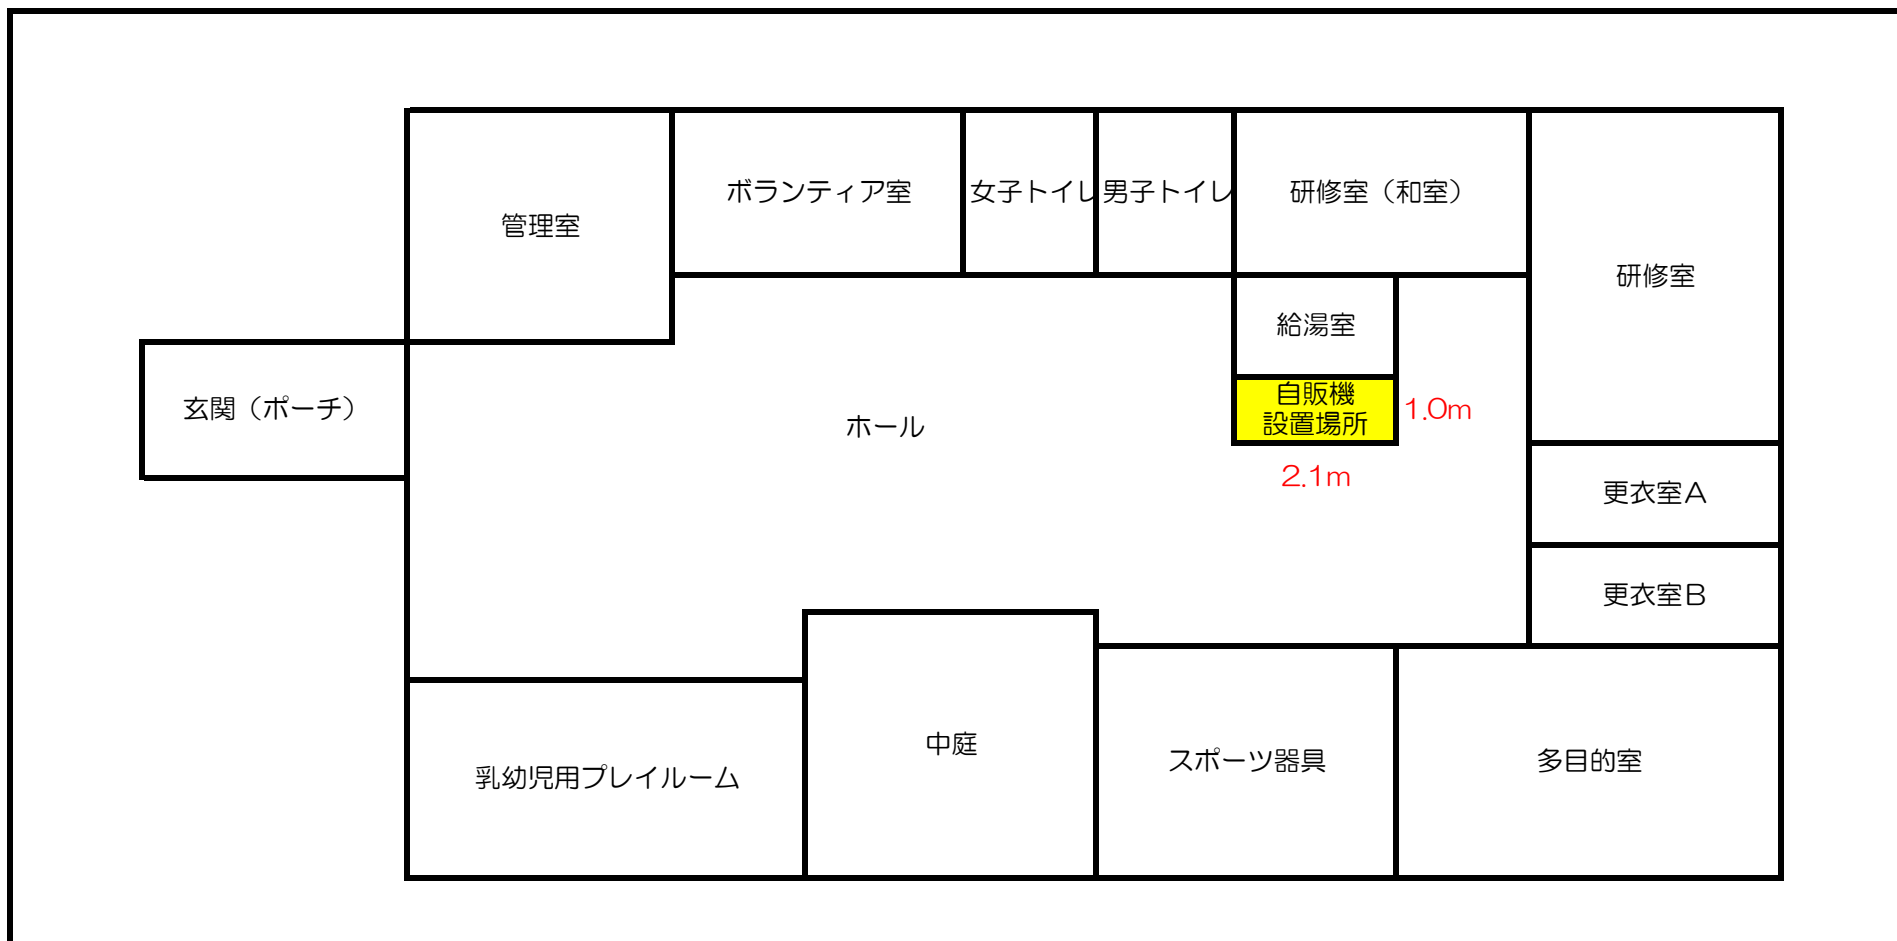 ボランティア室
女子トイレ
男子トイレ
研修室（和室）
管理室
研修室
給湯室
自販機
設置場所
1.0m
玄関（ポーチ）
ホール
2.1m
更衣室A
更衣室B
中庭
スポーツ器具
多目的室
乳幼児用プレイルーム